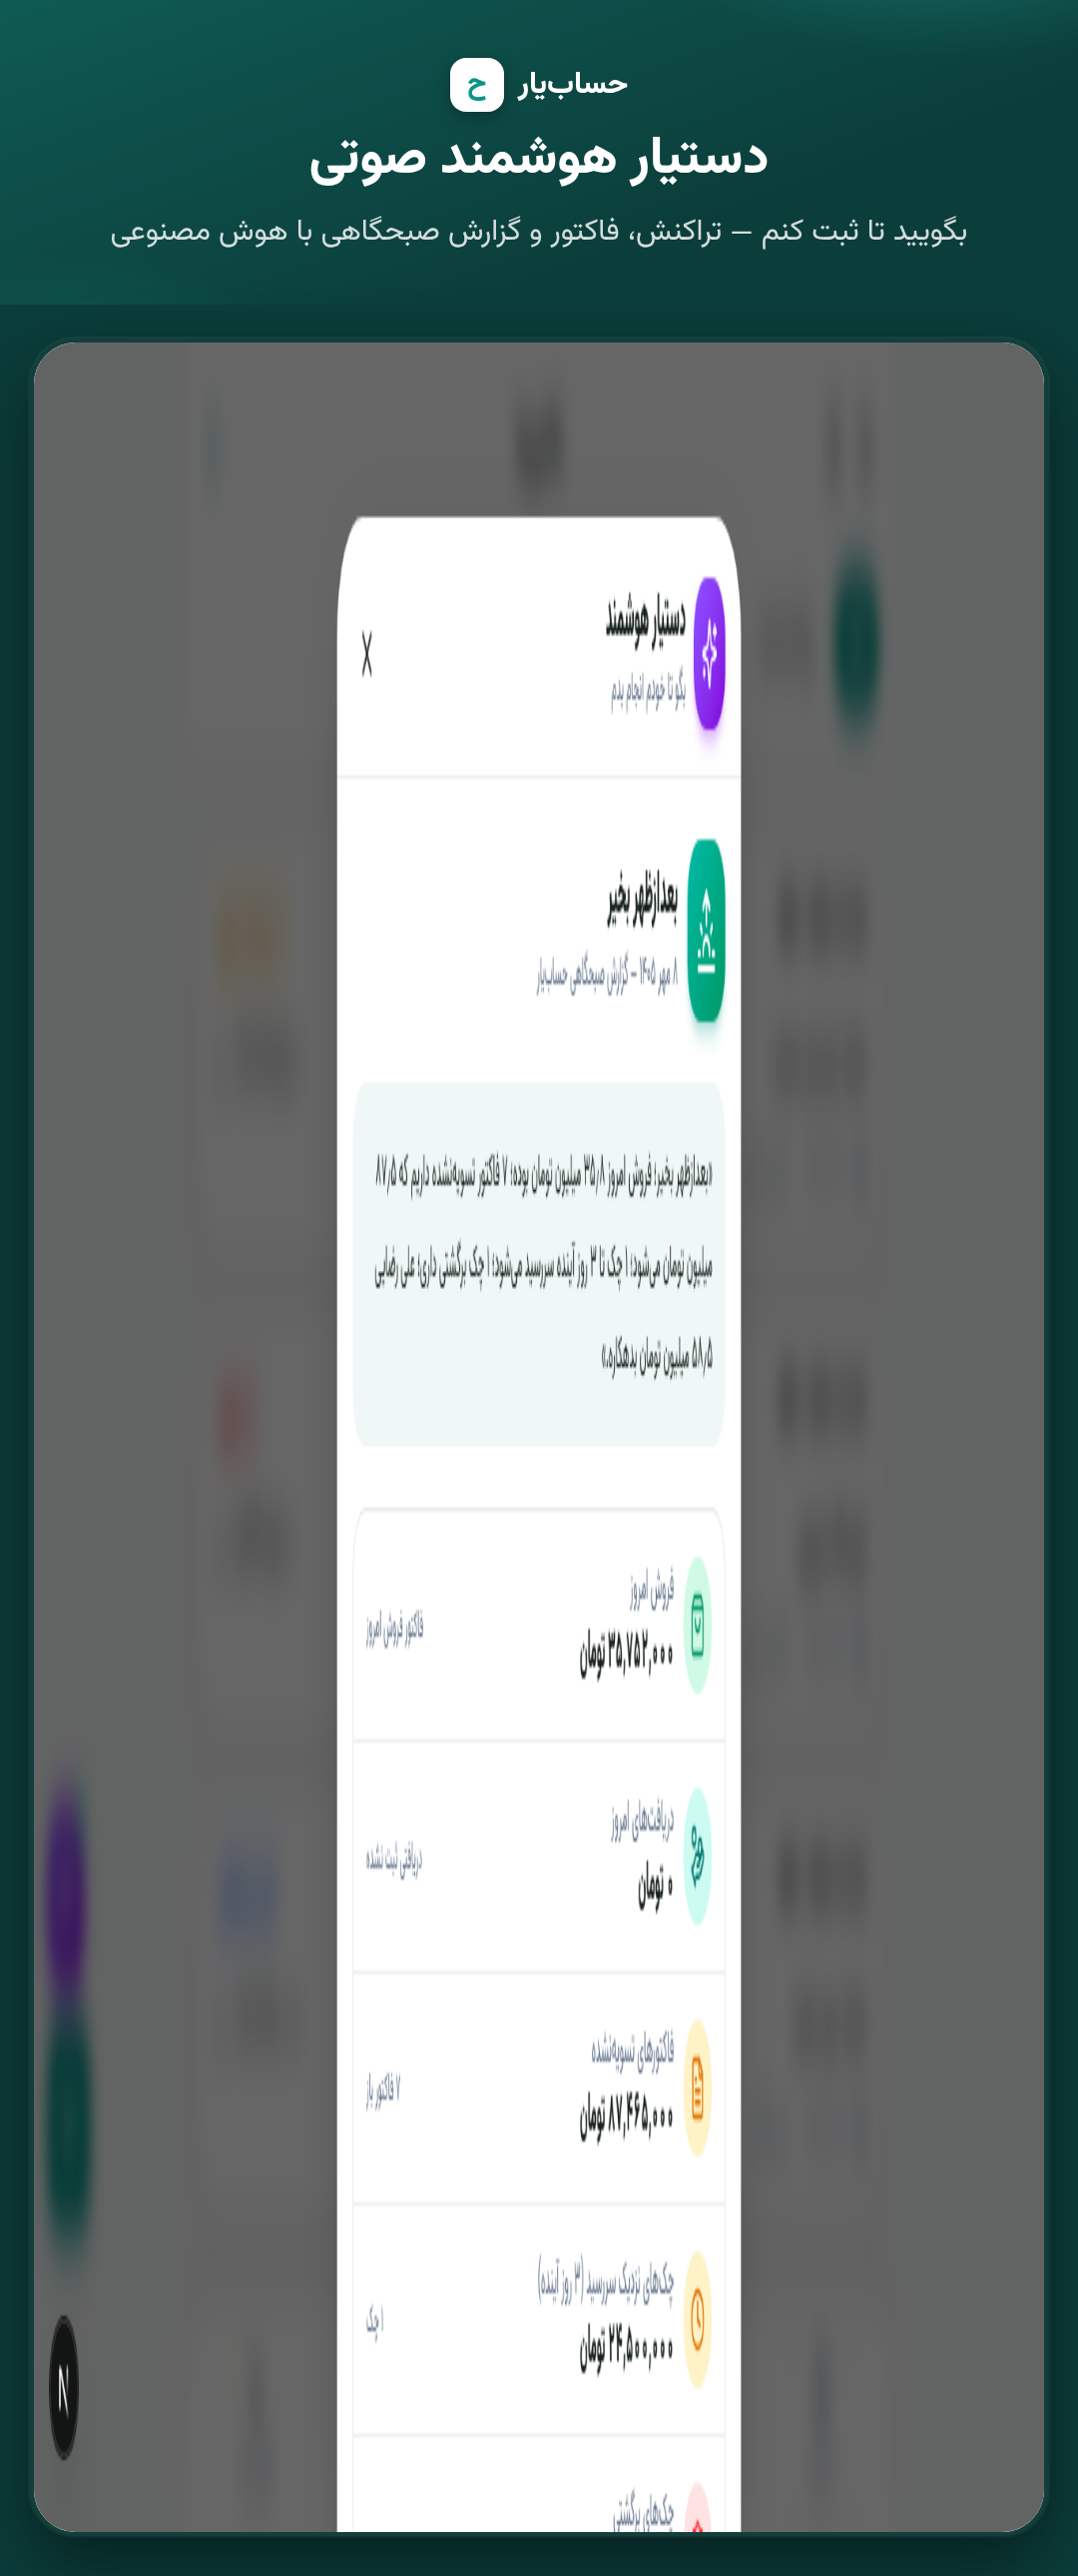 حساب‌یار
ح
دستیار هوشمند صوتی
بگویید تا ثبت کنم — تراکنش، فاکتور و گزارش صبحگاهی با هوش مصنوعی
دستیار هوشمند
بگو تا خودم انجام بدم
X
بعدازظهر بخیر
۸ مهر ۱۴۰۵ – گزارش صبحگاهی حساب‌یار
«بعدازظهر بخیر؛ فروش امروز ۳۵٫۸ میلیون تومان بوده؛ ۷ فاکتور تسویه‌نشده داریم که ۸۷٫۵
میلیون تومان می‌شود؛ ۱ چک تا ۳ روز آینده سررسید می‌شود؛ ۱ چک برگشتی داری؛ علی رضایی
۵۸٫۵ میلیون تومان بدهکاره.»
فروش امروز
۳۵,۷۵۲,۰۰۰ تومان
فاکتور فروش امروز
دریافت‌های امروز
۰ تومان
دریافتی ثبت نشده
فاکتورهای تسویه‌نشده
۸۷,۴۶۵,۰۰۰ تومان
۷ فاکتور باز
چک‌های نزدیک سررسید (۳ روز آینده)
۲۴,۵۰۰,۰۰۰ تومان
۱ چک
چک‌های برگشتی
N